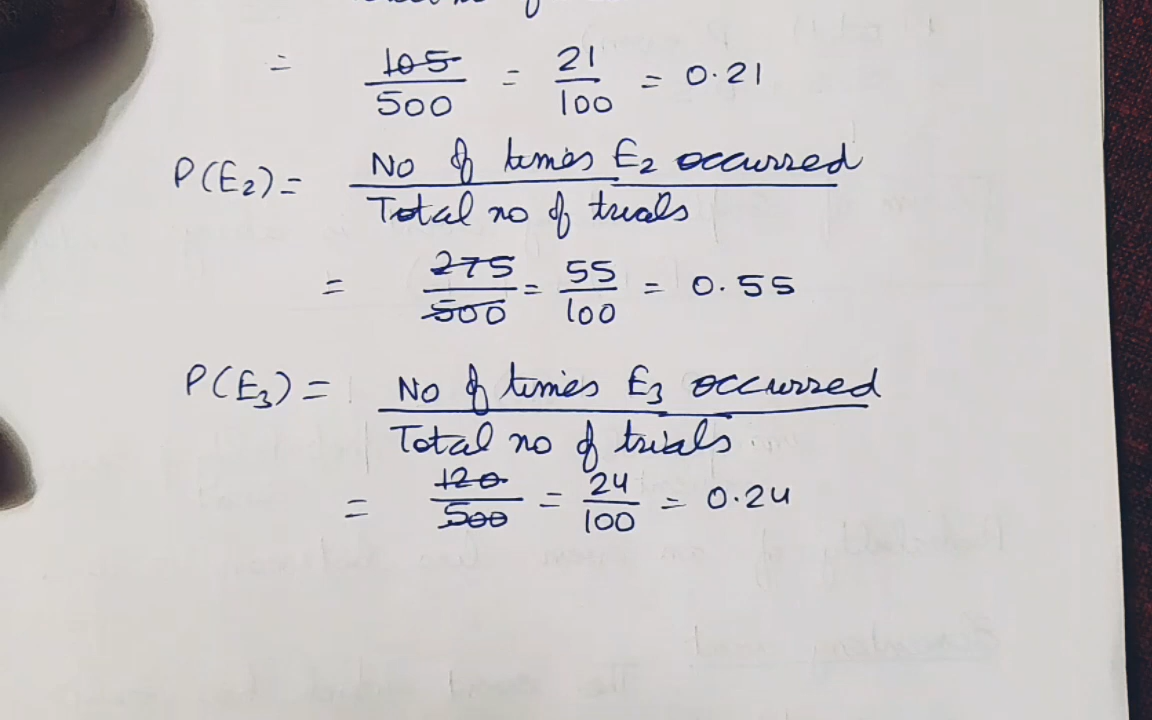 = 105/500 = 21/100 = 0.21
P(E₂) = No of times E₂ occurred
Total no of trials
= 275/500 = 55/100 = 0.55
P(E₃) = No of times E₃ occurred
Total no of trials
= 120/500 = 24/100 = 0.24